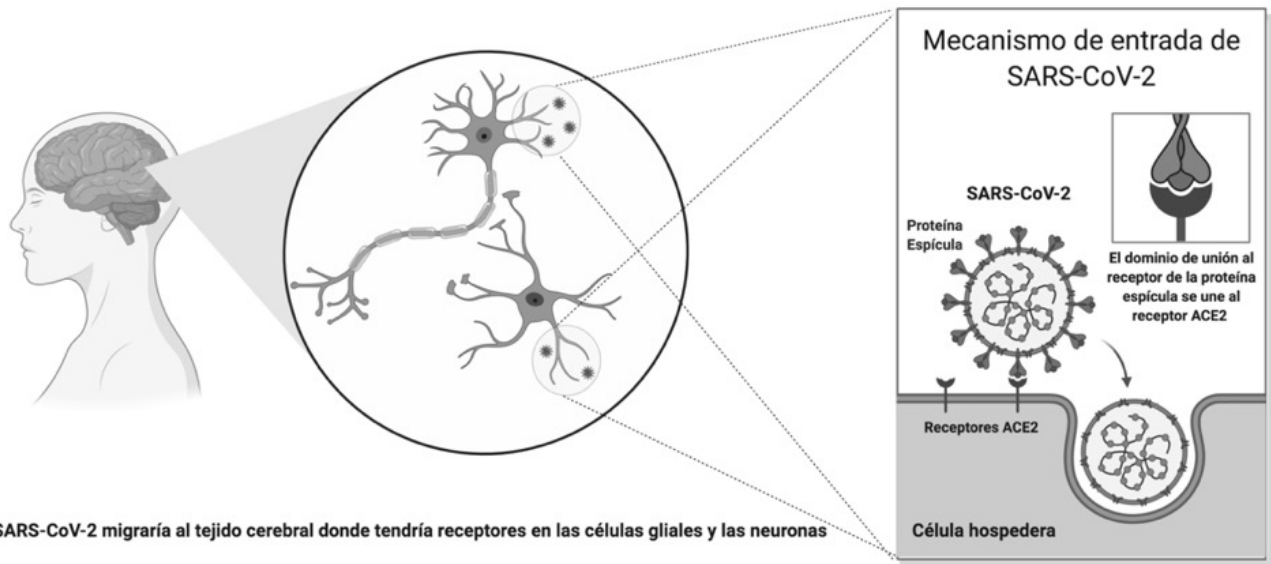 Mecanismo de entrada de
SARS-CoV-2
SARS-CoV-2
Proteína
Espícula
El dominio de unión al
receptor de la proteína
espícula se une al
receptor ACE2
Receptores ACE2
Célula hospedera
SARS-CoV-2 migraría al tejido cerebral donde tendría receptores en las células gliales y las neuronas